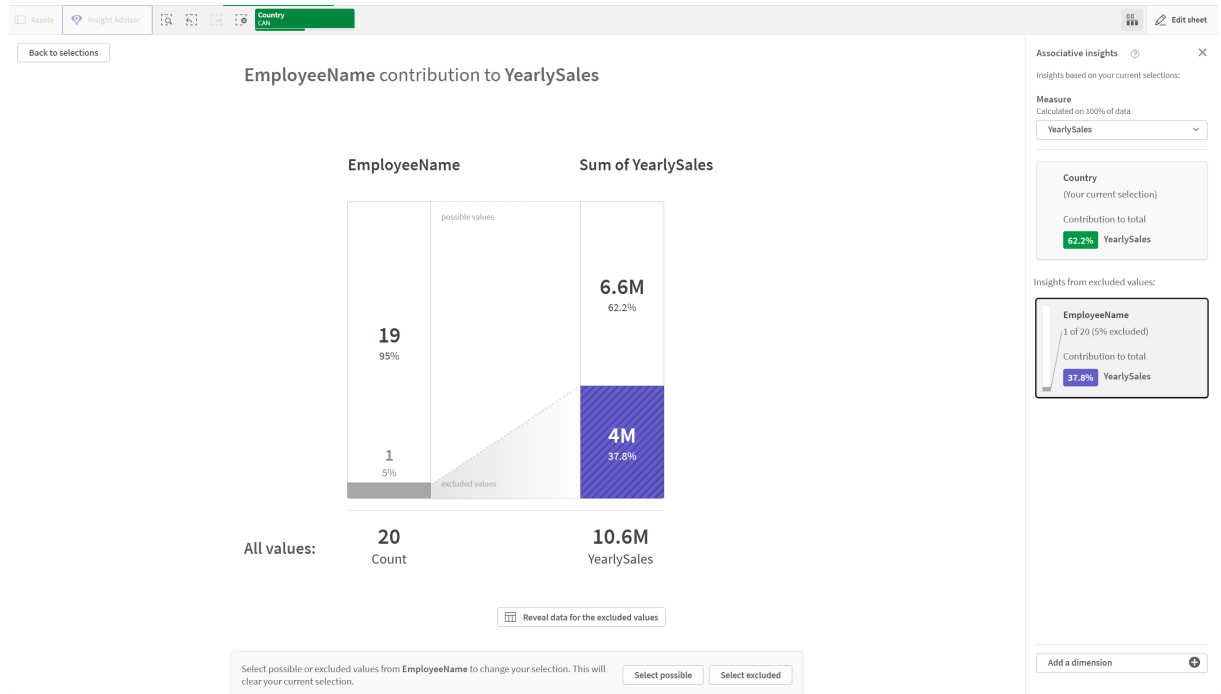 Assets
Insight Advisor
Country
CAN
Edit sheet
Back to selections
EmployeeName contribution to YearlySales
EmployeeName
Sum of YearlySales
possible values
6.6M
62.2%
19
95%
4M
37.8%
1
5%
excluded values
All values:
20
Count
10.6M
YearlySales
Reveal data for the excluded values
Select possible or excluded values from EmployeeName to change your selection. This will
clear your current selection.
Select possible
Select excluded
Associative insights
Insights based on your current selections:
Measure
Calculated on 100% of data
YearlySales
Country
(Your current selection)
Contribution to total
62.2% YearlySales
Insights from excluded values:
EmployeeName
1 of 20 (5% excluded)
Contribution to total
37.8% YearlySales
Add a dimension